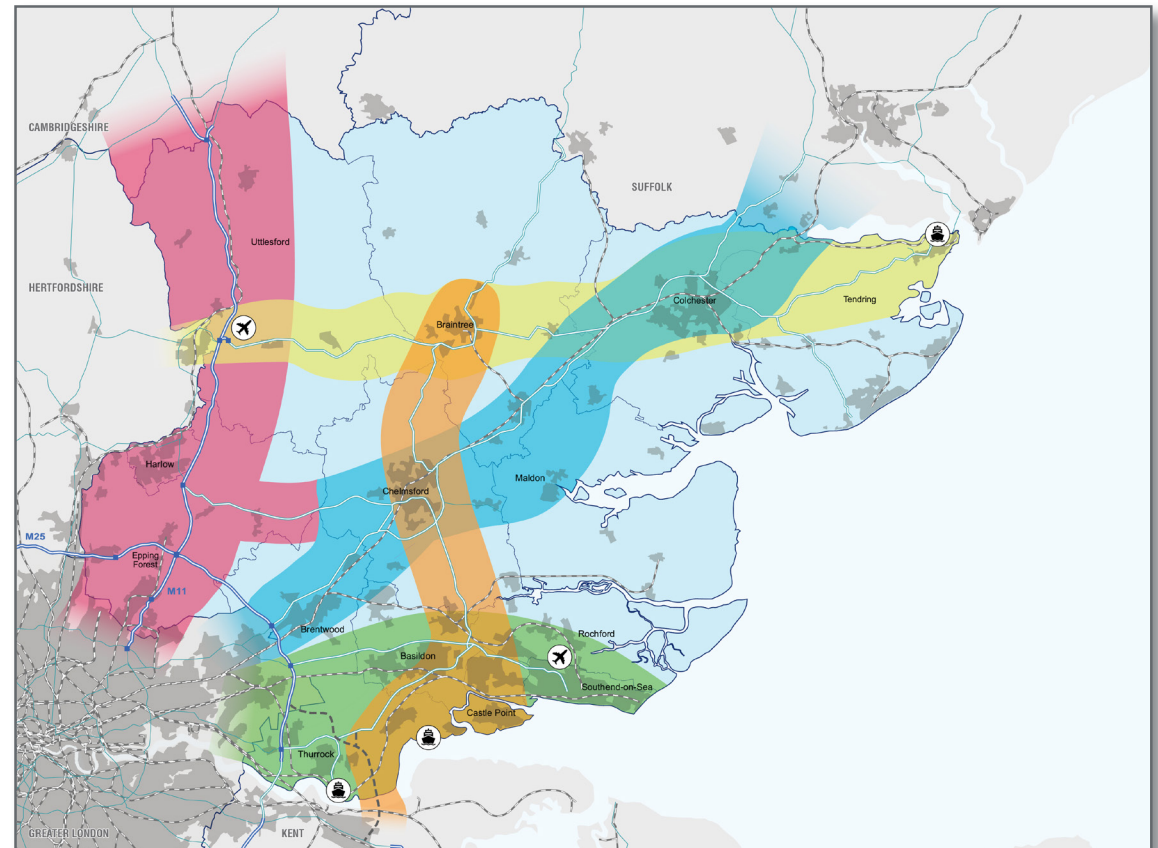 CAMBRIDGESHIRE
SUFFOLK
Uttlesford
HERTFORDSHIRE
Colchester
Tendring
Braintree
Harlow
Maldon
Chelmsford
M25
Epping
Forest
M11
Brentwood
Rochford
Basildon
Southend-on-Sea
Castle Point
Thurrock
GREATER LONDON
KENT